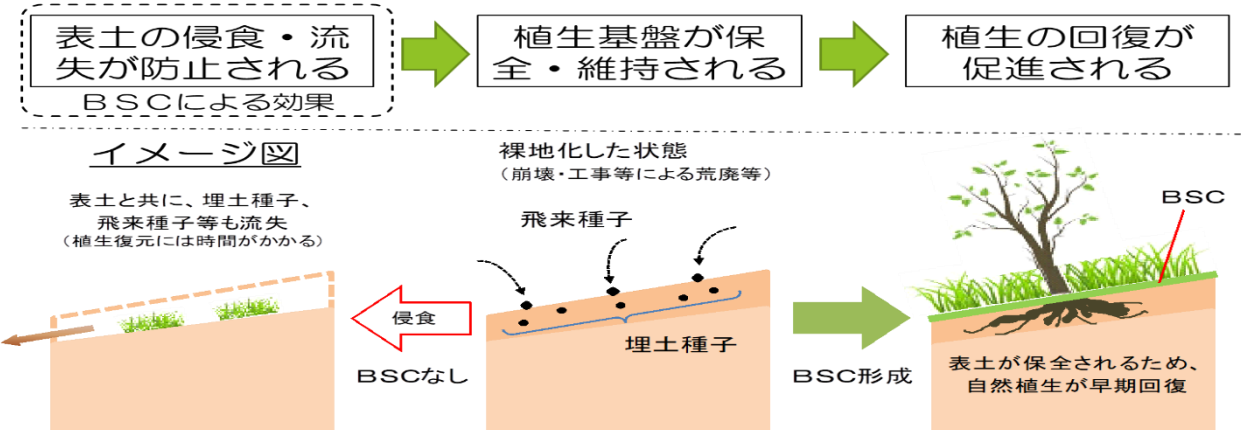 表土の侵食・流
失が防止される
BSCによる効果
植生基盤が保
全・維持される
植生の回復が
促進される
イメージ図
表土と共に、埋土種子、
飛来種子等も流失
(植生復元には時間がかかる)
裸地化した状態
(崩壊・工事等による荒廃等)
飛来種子
侵食
BSCなし
埋土種子
BSC形成
BSC
表土が保全されるため、
自然植生が早期回復